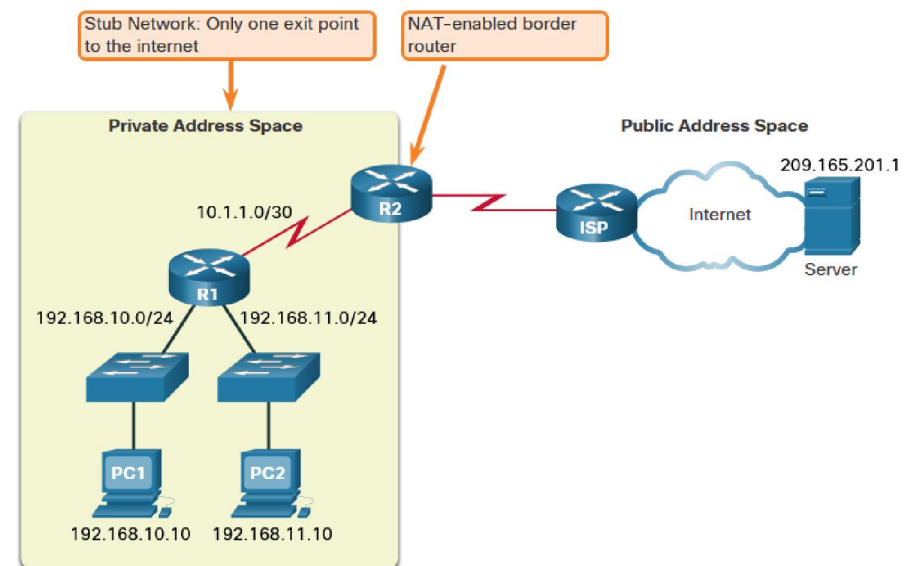 Stub Network: Only one exit point
to the internet
NAT-enabled border
router
Private Address Space
Public Address Space
209.165.201.1
R2
10.1.1.0/30
ISP
Internet
Server
R1
192.168.10.0/24
192.168.11.0/24
PC1
PC2
192.168.10.10
192.168.11.10